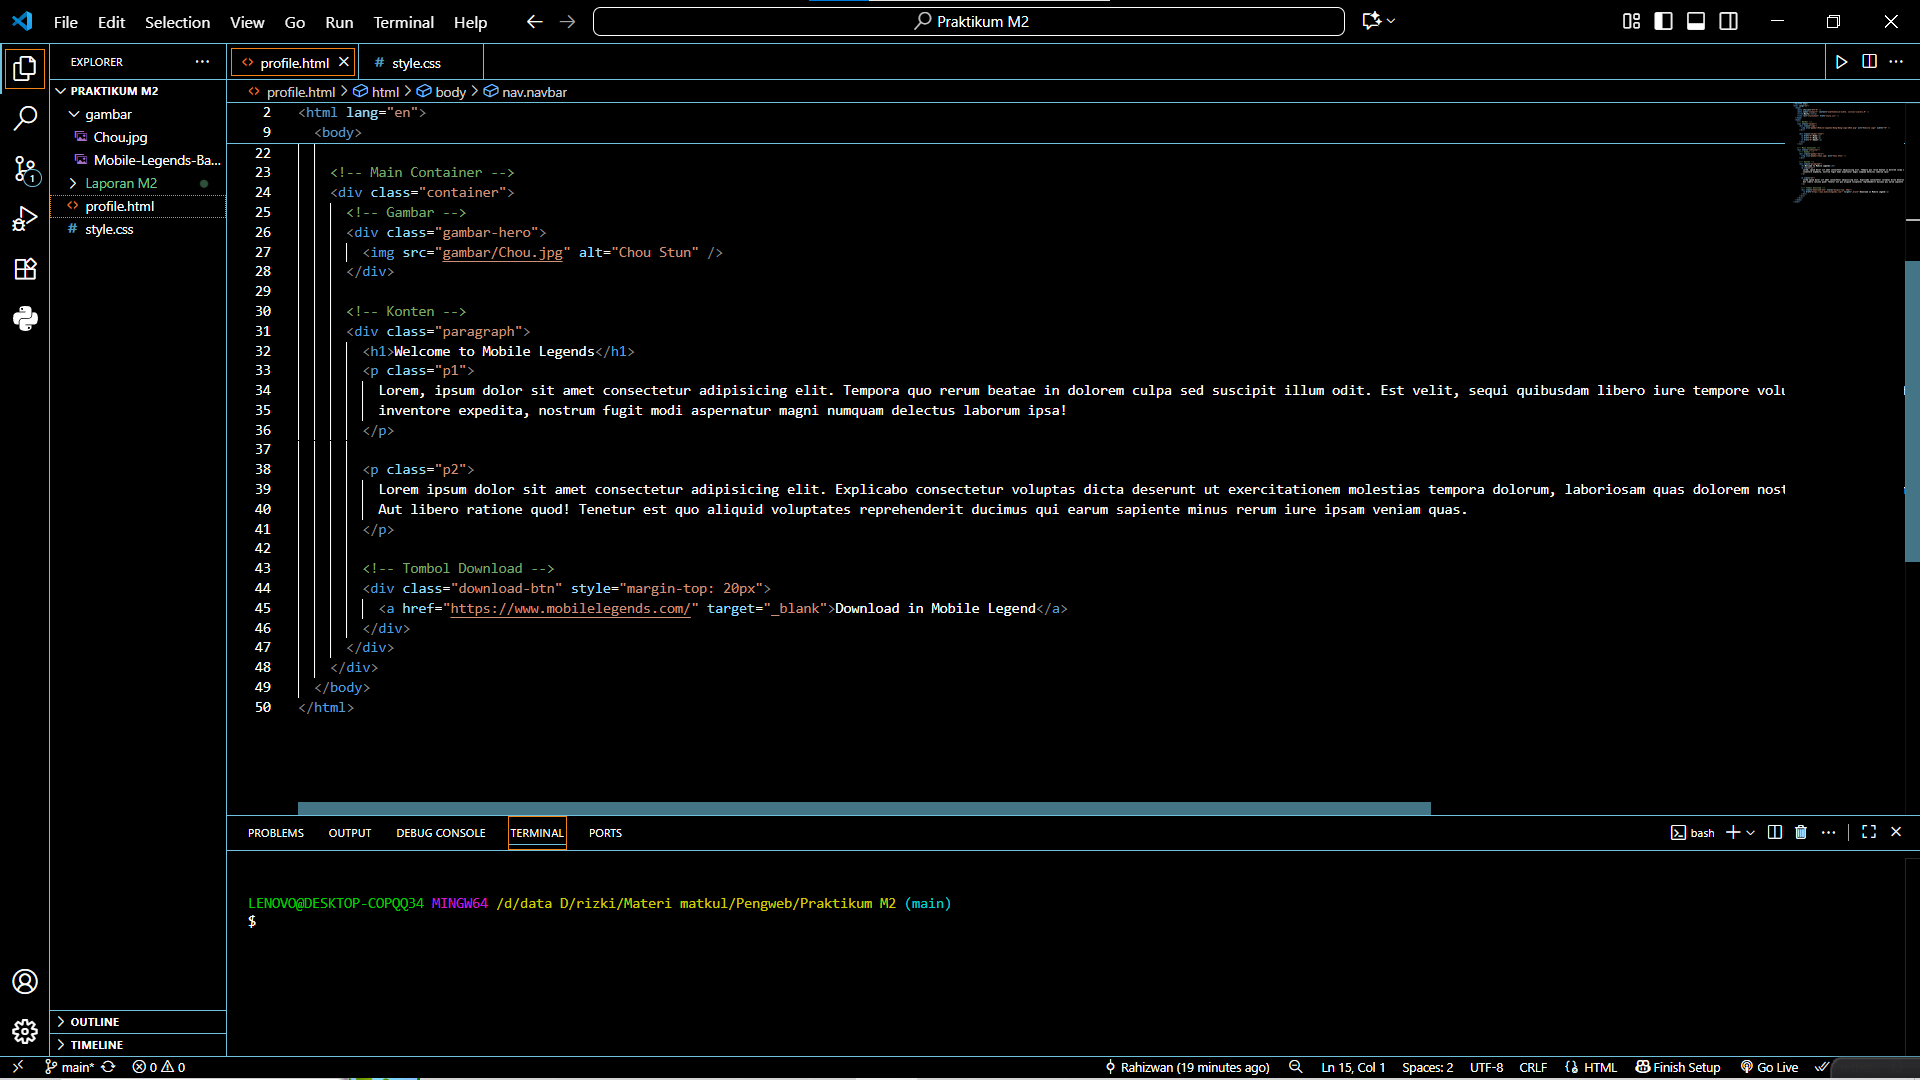 File Edit Selection View Go Run Terminal Help
Praktikum M2
EXPLORER
PRAKTIKUM M2
gambar
Chou.jpg
Mobile-Legends-Ba...
Laporan M2
profile.html
style.css
OUTLINE
TIMELINE
profile.html
style.css
profile.html > html > body > nav.navbar
2 <html lang="en">
9 <body>
22
23 <!-- Main Container -->
24 <div class="container">
25 <!-- Gambar -->
26 <div class="gambar-hero">
27 <img src="gambar/Chou.jpg" alt="Chou Stun" />
28 </div>
29
30 <!-- Konten -->
31 <div class="paragraph">
32 <h1>Welcome to Mobile Legends</h1>
33 <p class="p1">
34 Lorem, ipsum dolor sit amet consectetur adipisicing elit. Tempora quo rerum beatae in dolorem culpa sed suscipit illum odit. Est velit, sequi quibusdam libero iure tempore volu
35 inventore expedita, nostrum fugit modi aspernatur magni numquam delectus laborum ipsa!
36 </p>
37
38 <p class="p2">
39 Lorem ipsum dolor sit amet consectetur adipisicing elit. Explicabo consectetur voluptas dicta deserunt ut exercitationem molestias tempora dolorum, laboriosam quas dolorem nost
40 Aut libero ratione quod! Tenetur est quo aliquid voluptates reprehenderit ducimus qui earum sapiente minus rerum iure ipsam veniam quas.
41 </p>
42
43 <!-- Tombol Download -->
44 <div class="download-btn" style="margin-top: 20px">
45 <a href="https://www.mobilelegends.com/" target="_blank">Download in Mobile Legend</a>
46 </div>
47 </div>
48 </div>
49 </body>
50 </html>
PROBLEMS OUTPUT DEBUG CONSOLE TERMINAL PORTS
bash
LENOVO@DESKTOP-COPQQ34 MINGW64 /d/data D/rizki/Materi matkul/Pengweb/Praktikum M2 (main)
$
main* 0 0 Rahizwan (19 minutes ago) Ln 15, Col 1 Spaces: 2 UTF-8 CRLF HTML Finish Setup Go Live